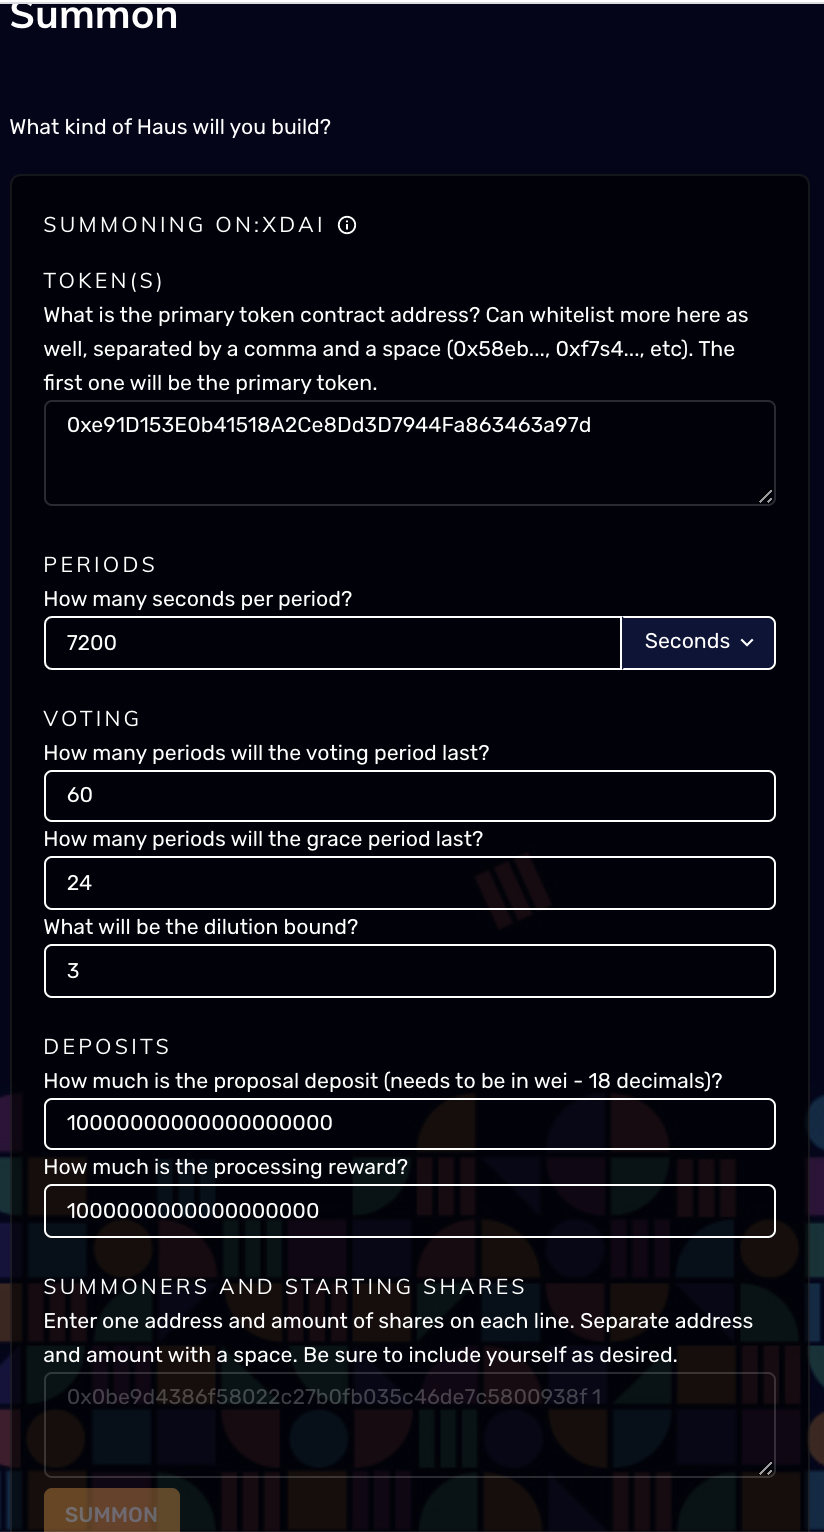 Summon
What kind of Haus will you build?
SUMMONING ON:XDAI
TOKEN(S)
What is the primary token contract address? Can whitelist more here as
well, separated by a comma and a space (0x58eb..., 0xf7s4..., etc). The
first one will be the primary token.
0xe91D153E0b41518A2Ce8Dd3D7944Fa863463a97d
PERIODS
How many seconds per period?
7200
Seconds
VOTING
How many periods will the voting period last?
60
How many periods will the grace period last?
24
What will be the dilution bound?
3
DEPOSITS
How much is the proposal deposit (needs to be in wei - 18 decimals)?
10000000000000000000
How much is the processing reward?
1000000000000000000
SUMMONERS AND STARTING SHARES
Enter one address and amount of shares on each line. Separate address
and amount with a space. Be sure to include yourself as desired.
0x0be9d4386f58022c27b0fb035c46de7c5800938f 1
SUMMON